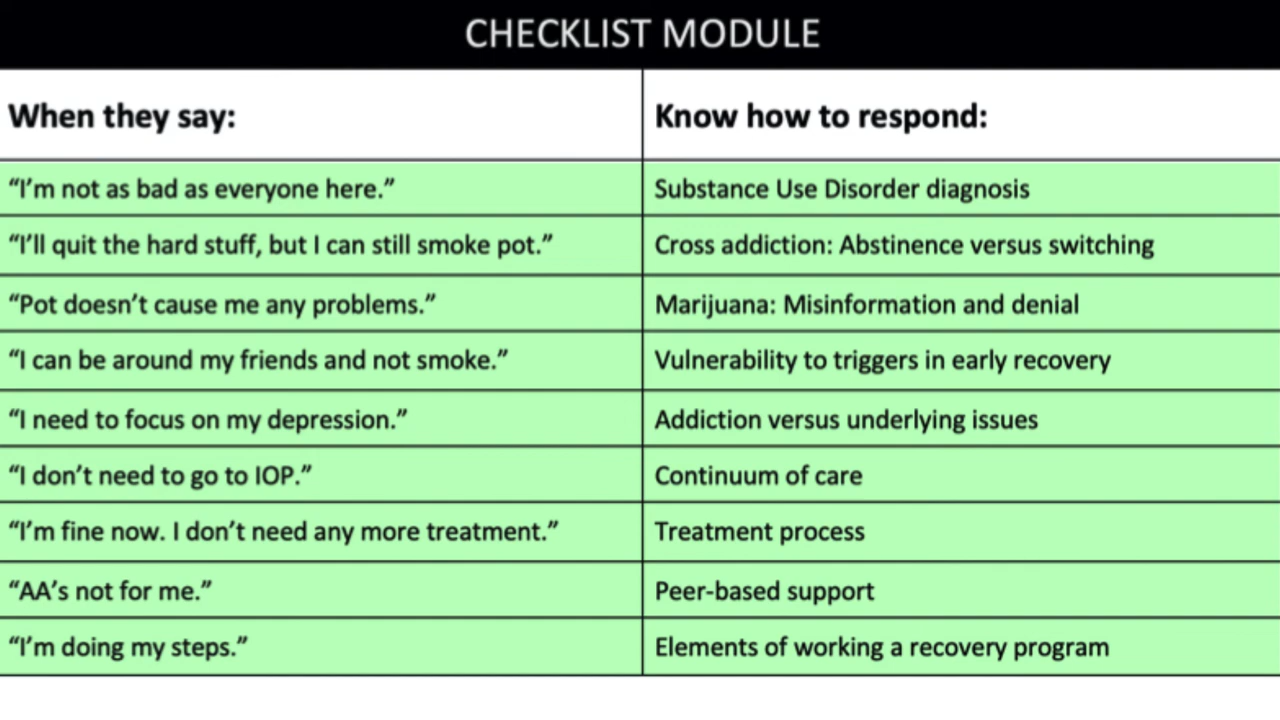 CHECKLIST MODULE
When they say:
Know how to respond:
“I’m not as bad as everyone here.”
Substance Use Disorder diagnosis
“I’ll quit the hard stuff, but I can still smoke pot.”
Cross addiction: Abstinence versus switching
“Pot doesn’t cause me any problems.”
Marijuana: Misinformation and denial
“I can be around my friends and not smoke.”
Vulnerability to triggers in early recovery
“I need to focus on my depression.”
Addiction versus underlying issues
“I don’t need to go to IOP.”
Continuum of care
“I’m fine now. I don’t need any more treatment.”
Treatment process
“AA’s not for me.”
Peer-based support
“I’m doing my steps.”
Elements of working a recovery program